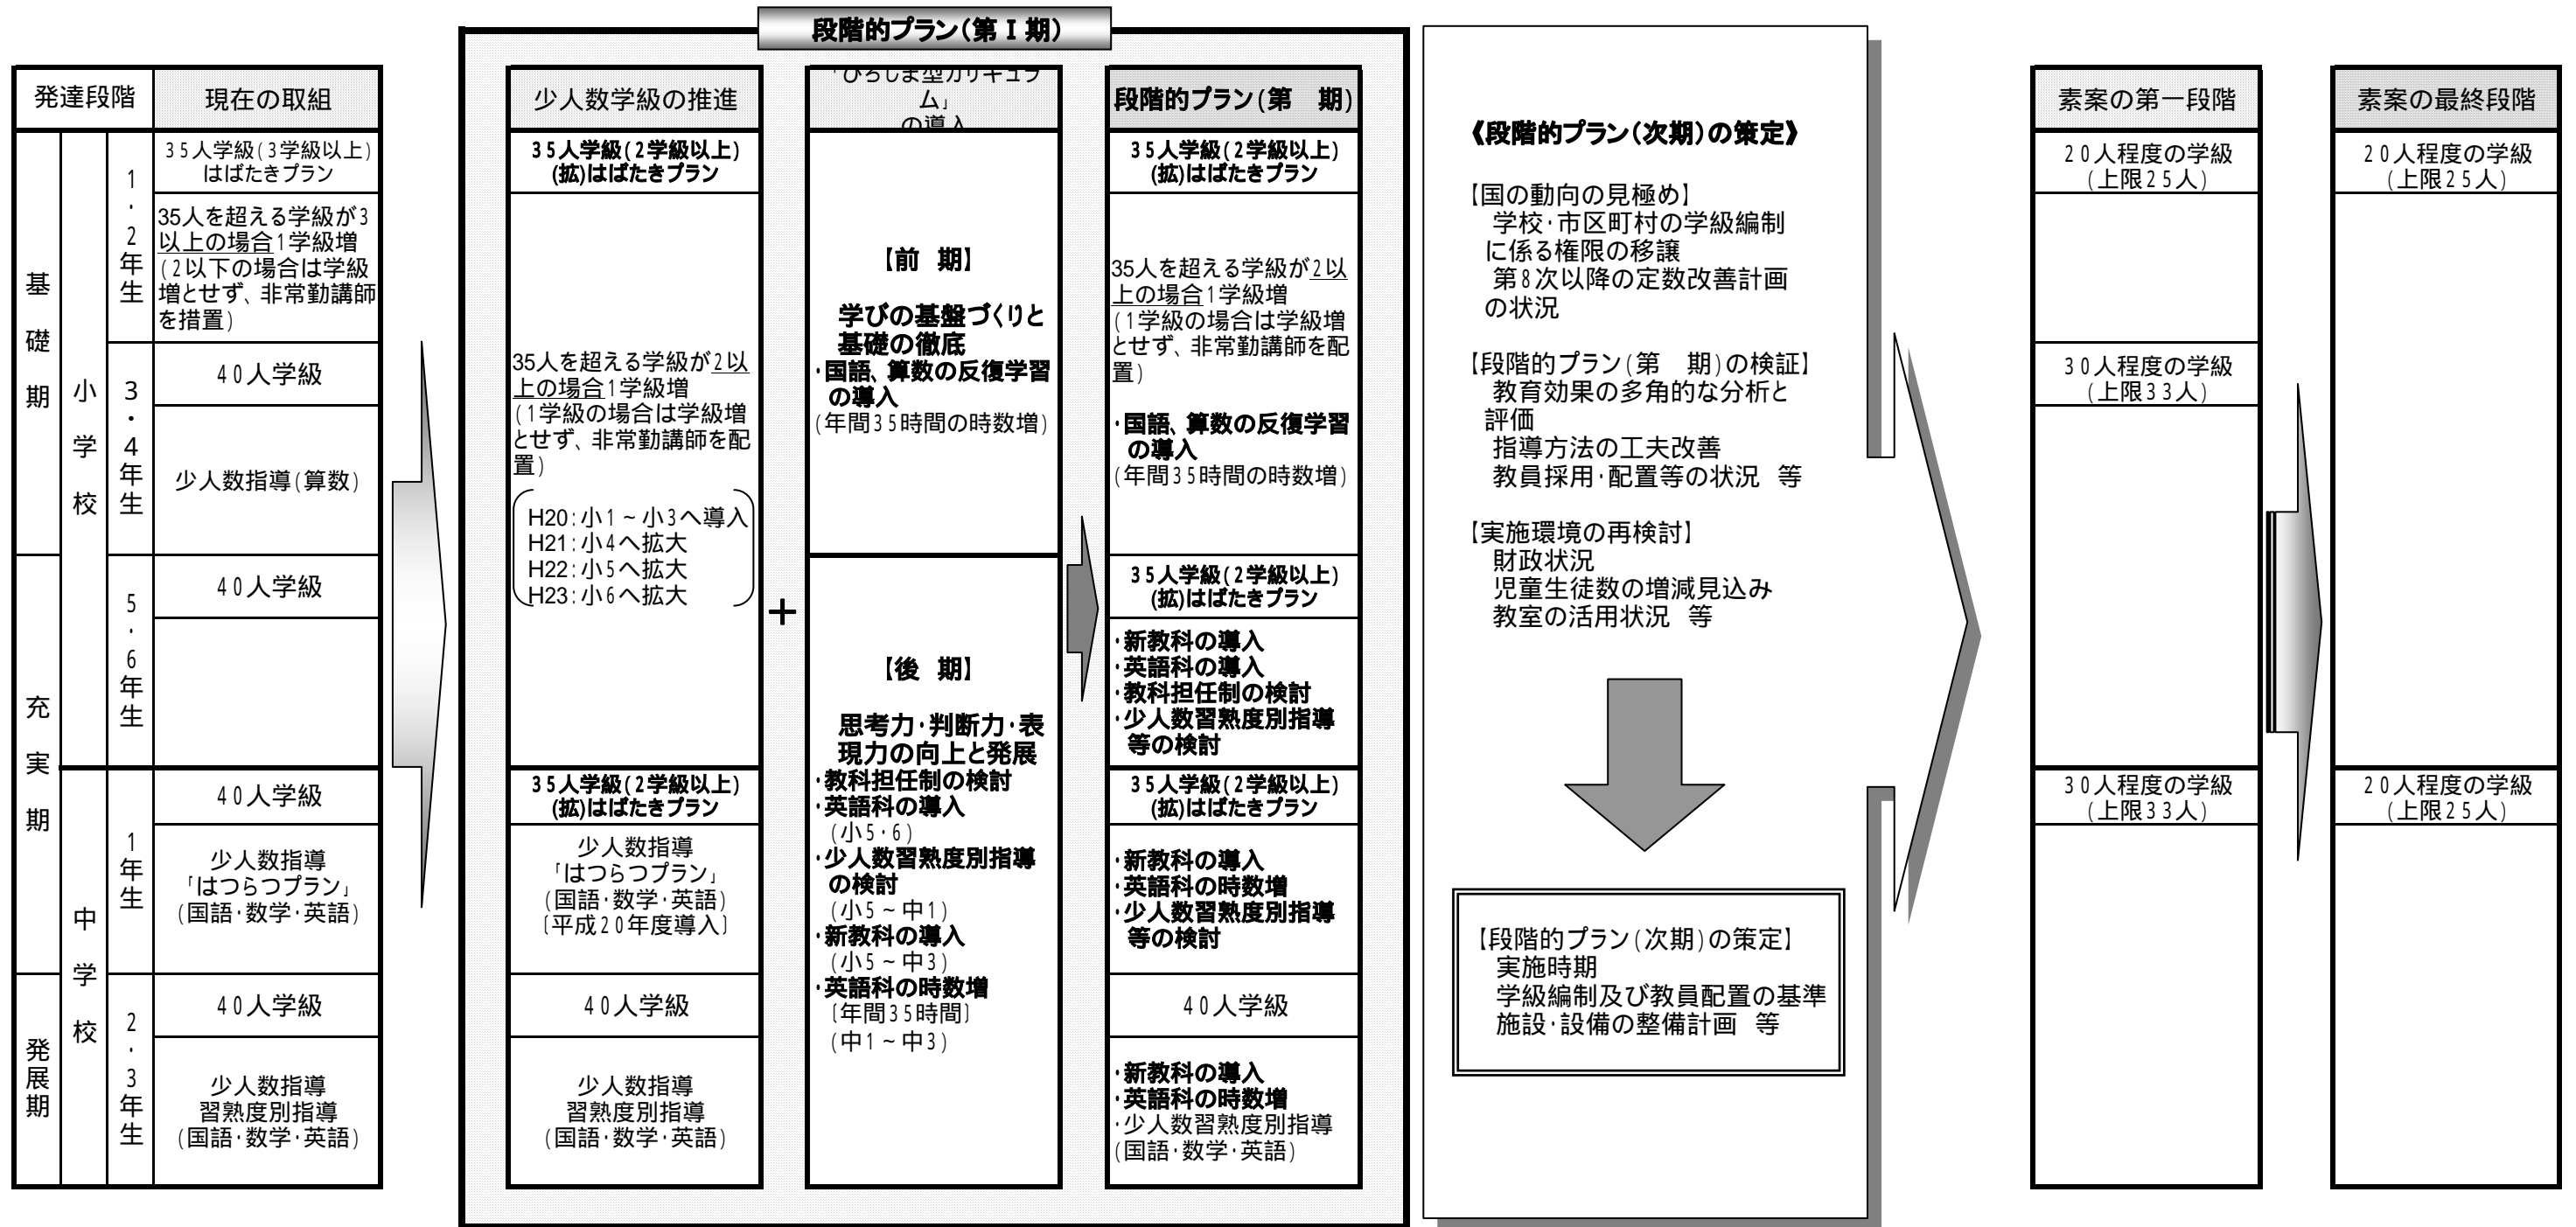 段階的プラン(第Ⅰ期)
発達段階
現在の取組
基礎期
充実期
発展期
小学校
中学校
1・2年生
3・4年生
5・6年生
1年生
2・3年生
35人学級(3学級以上)
はばたきプラン
35人を超える学級が3
以上の場合1学級増
(2以下の場合は学級
増とせず、非常勤講師
を措置)
40人学級
少人数指導(算数)
40人学級
40人学級
少人数指導
「はつらつプラン」
(国語・数学・英語)
40人学級
少人数指導
習熟度別指導
(国語・数学・英語)
少人数学級の推進
35人学級(2学級以上)
(拡)はばたきプラン
35人を超える学級が2以
上の場合1学級増
(1学級の場合は学級増
とせず、非常勤講師を配
置)
H20:小1~小3へ導入
H21:小4へ拡大
H22:小5へ拡大
H23:小6へ拡大
35人学級(2学級以上)
(拡)はばたきプラン
少人数指導
「はつらつプラン」
(国語・数学・英語)
〔平成20年度導入〕
40人学級
少人数指導
習熟度別指導
(国語・数学・英語)
+
「ひろしま型カリキュラ
ム」
の導入
【前 期】
学びの基盤づくりと
基礎の徹底
・国語、算数の反復学習
の導入
(年間35時間の時数増)
【後 期】
思考力・判断力・表
現力の向上と発展
・教科担任制の検討
・英語科の導入
(小5・6)
・少人数習熟度別指導
の検討
(小5~中1)
・新教科の導入
(小5~中3)
・英語科の時数増
〔年間35時間〕
(中1~中3)
段階的プラン(第 期)
35人学級(2学級以上)
(拡)はばたきプラン
35人を超える学級が2以
上の場合1学級増
(1学級の場合は学級増
とせず、非常勤講師を配
置)
・国語、算数の反復学習
の導入
(年間35時間の時数増)
35人学級(2学級以上)
(拡)はばたきプラン
・新教科の導入
・英語科の導入
・教科担任制の検討
・少人数習熟度別指導
等の検討
35人学級(2学級以上)
(拡)はばたきプラン
・新教科の導入
・英語科の時数増
・少人数習熟度別指導
等の検討
40人学級
・新教科の導入
・英語科の時数増
・少人数習熟度別指導
(国語・数学・英語)
《段階的プラン(次期)の策定》
【国の動向の見極め】
学校・市区町村の学級編制
に係る権限の移譲
第8次以降の定数改善計画
の状況
【段階的プラン(第 期)の検証】
教育効果の多角的な分析と
評価
指導方法の工夫改善
教員採用・配置等の状況 等
【実施環境の再検討】
財政状況
児童生徒数の増減見込み
教室の活用状況 等
【段階的プラン(次期)の策定】
実施時期
学級編制及び教員配置の基準
施設・設備の整備計画 等
素案の第一段階
20人程度の学級
(上限25人)
30人程度の学級
(上限33人)
30人程度の学級
(上限33人)
素案の最終段階
20人程度の学級
(上限25人)
20人程度の学級
(上限25人)